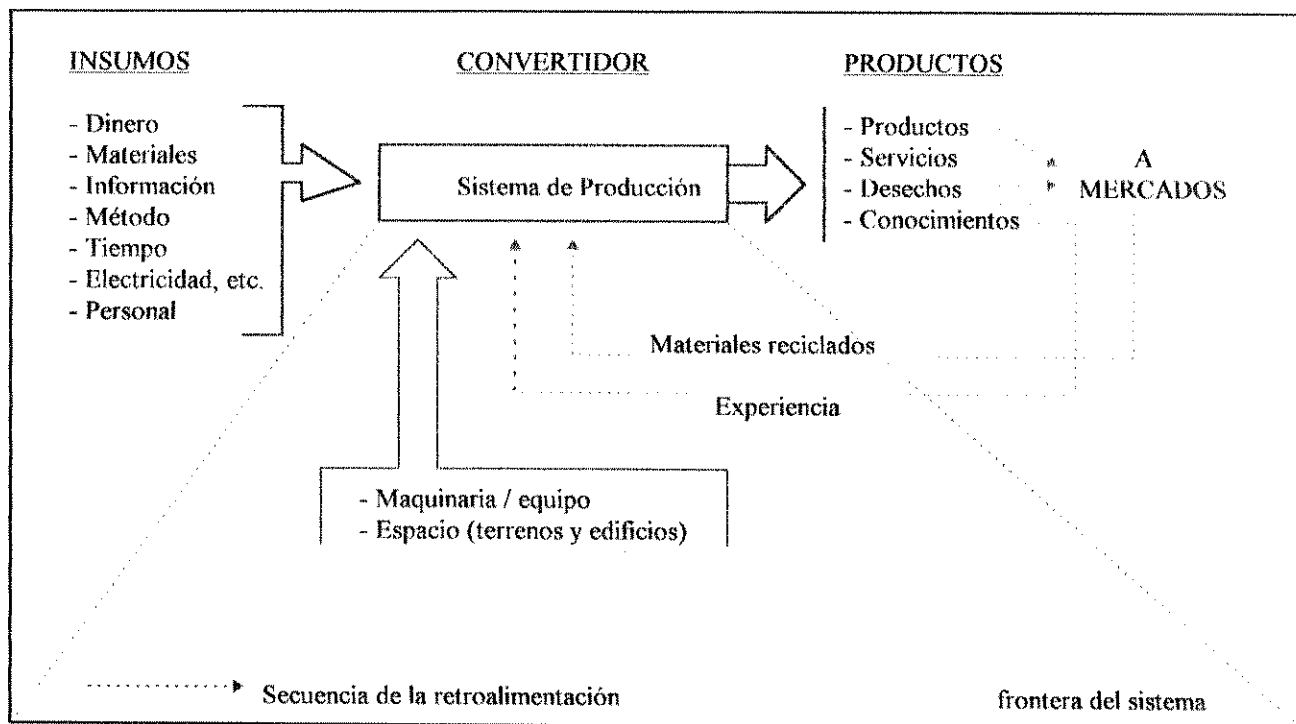 INSUMOS
- Dinero
- Materiales
- Información
- Método
- Tiempo
- Electricidad, etc.
- Personal
CONVERTIDOR
Sistema de Producción
PRODUCTOS
- Productos
- Servicios
- Desechos
- Conocimientos
A
MERCADOS
Materiales reciclados
Experiencia
- Maquinaria / equipo
- Espacio (terrenos y edificios)
Secuencia de la retroalimentación
frontera del sistema